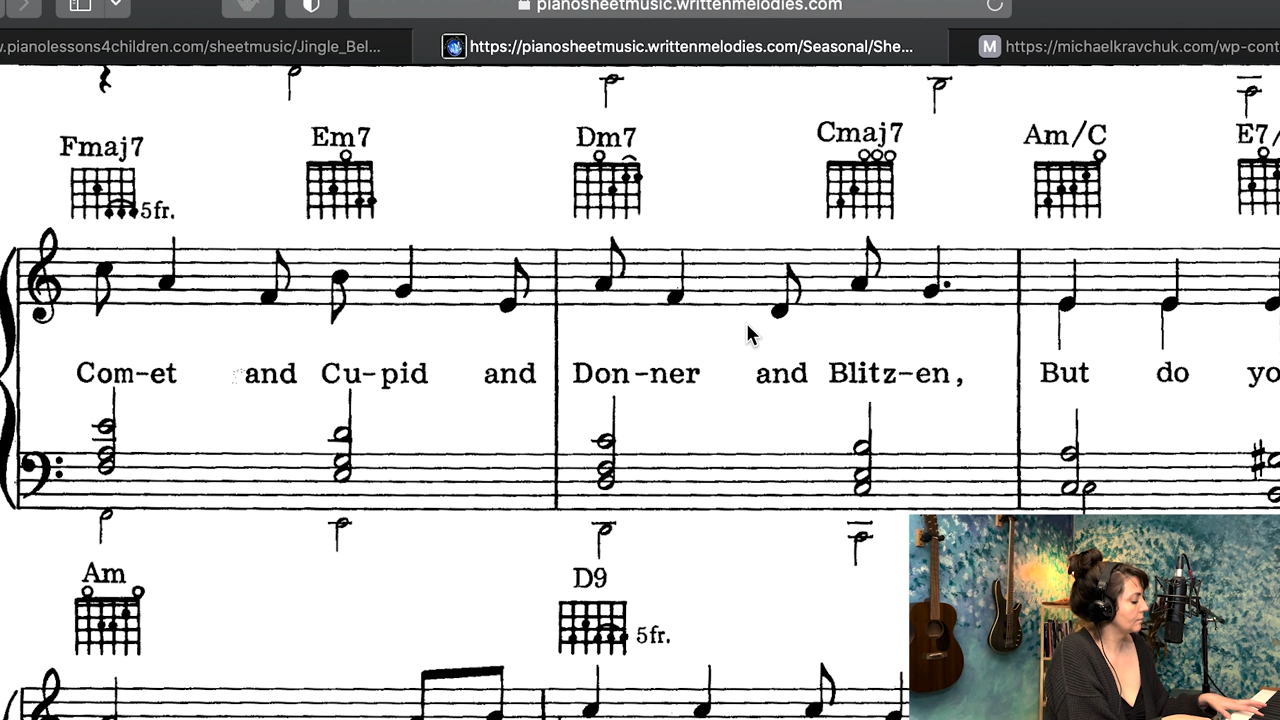 pianosheetmusic.writtenmelodies.com
w.pianolessons4children.com/sheetmusic/Jingle_Bel... https://pianosheetmusic.writtenmelodies.com/Seasonal/She... M https://michaelkravchuk.com/wp-cont
Fmaj7 Em7 Dm7 Cmaj7 Am/C E7/
5fr.
Com-et and Cu-pid and Don-ner and Blitz-en, But do yo
Am D9
5fr.